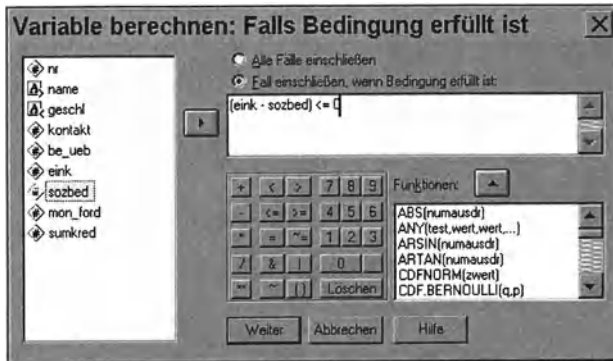 Variable berechnen: Falls Bedingung erfüllt ist
nr
name
geschl
kontakt
be_ueb
eink
sozbed
mon_ford
sumkred
Alle Fälle einschließen
Fall einschließen, wenn Bedingung erfüllt ist:
(eink - sozbed) <= 0
+ < > 7 8 9
- <= >= 4 5 6
* = ~= 1 2 3
/ & | 0 .
** ~ () Löschen
Funktionen:
ABS(numausdr)
ANY(test,wert,wert,...)
ARSIN(numausdr)
ARTAN(numausdr)
CDFNORM(zwert)
CDF.BERNOULLI(q,p)
Weiter Abbrechen Hilfe